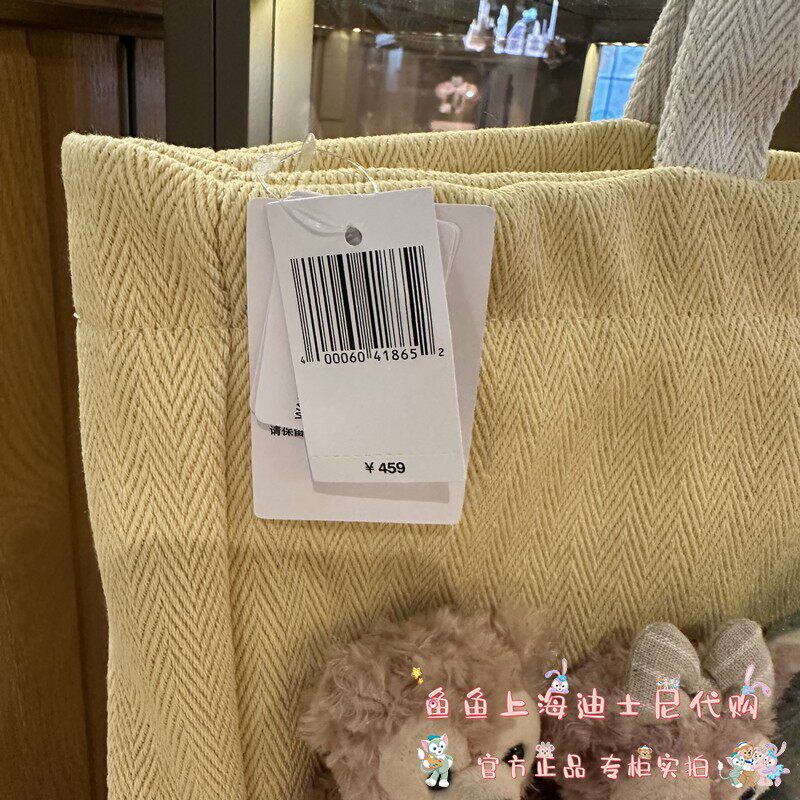 4 00060 41865 2
请保留
¥ 459
鱼鱼上海迪士尼代购
官方正品 专柜实拍